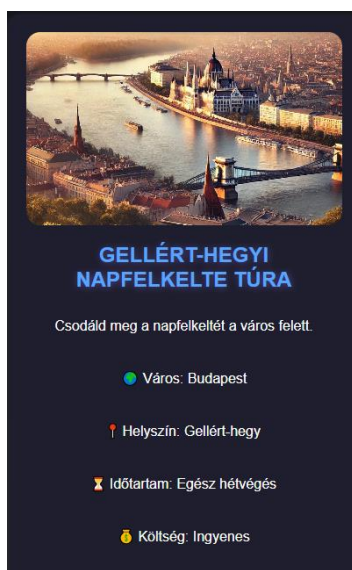 GELLÉRT-HEGYI
NAPFELKELTE TÚRA
Csodáld meg a napfelkeltét a város felett.
Város: Budapest
Helyszín: Gellért-hegy
Időtartam: Egész hétvégés
Költség: Ingyenes